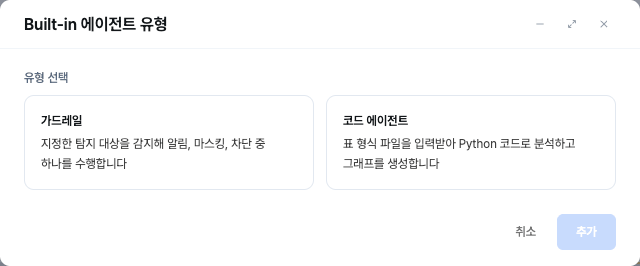 Built-in 에이전트 유형
유형 선택
가드레일
지정한 탐지 대상을 감지해 알림, 마스킹, 차단 중
하나를 수행합니다
코드 에이전트
표 형식 파일을 입력받아 Python 코드로 분석하고
그래프를 생성합니다
취소
추가